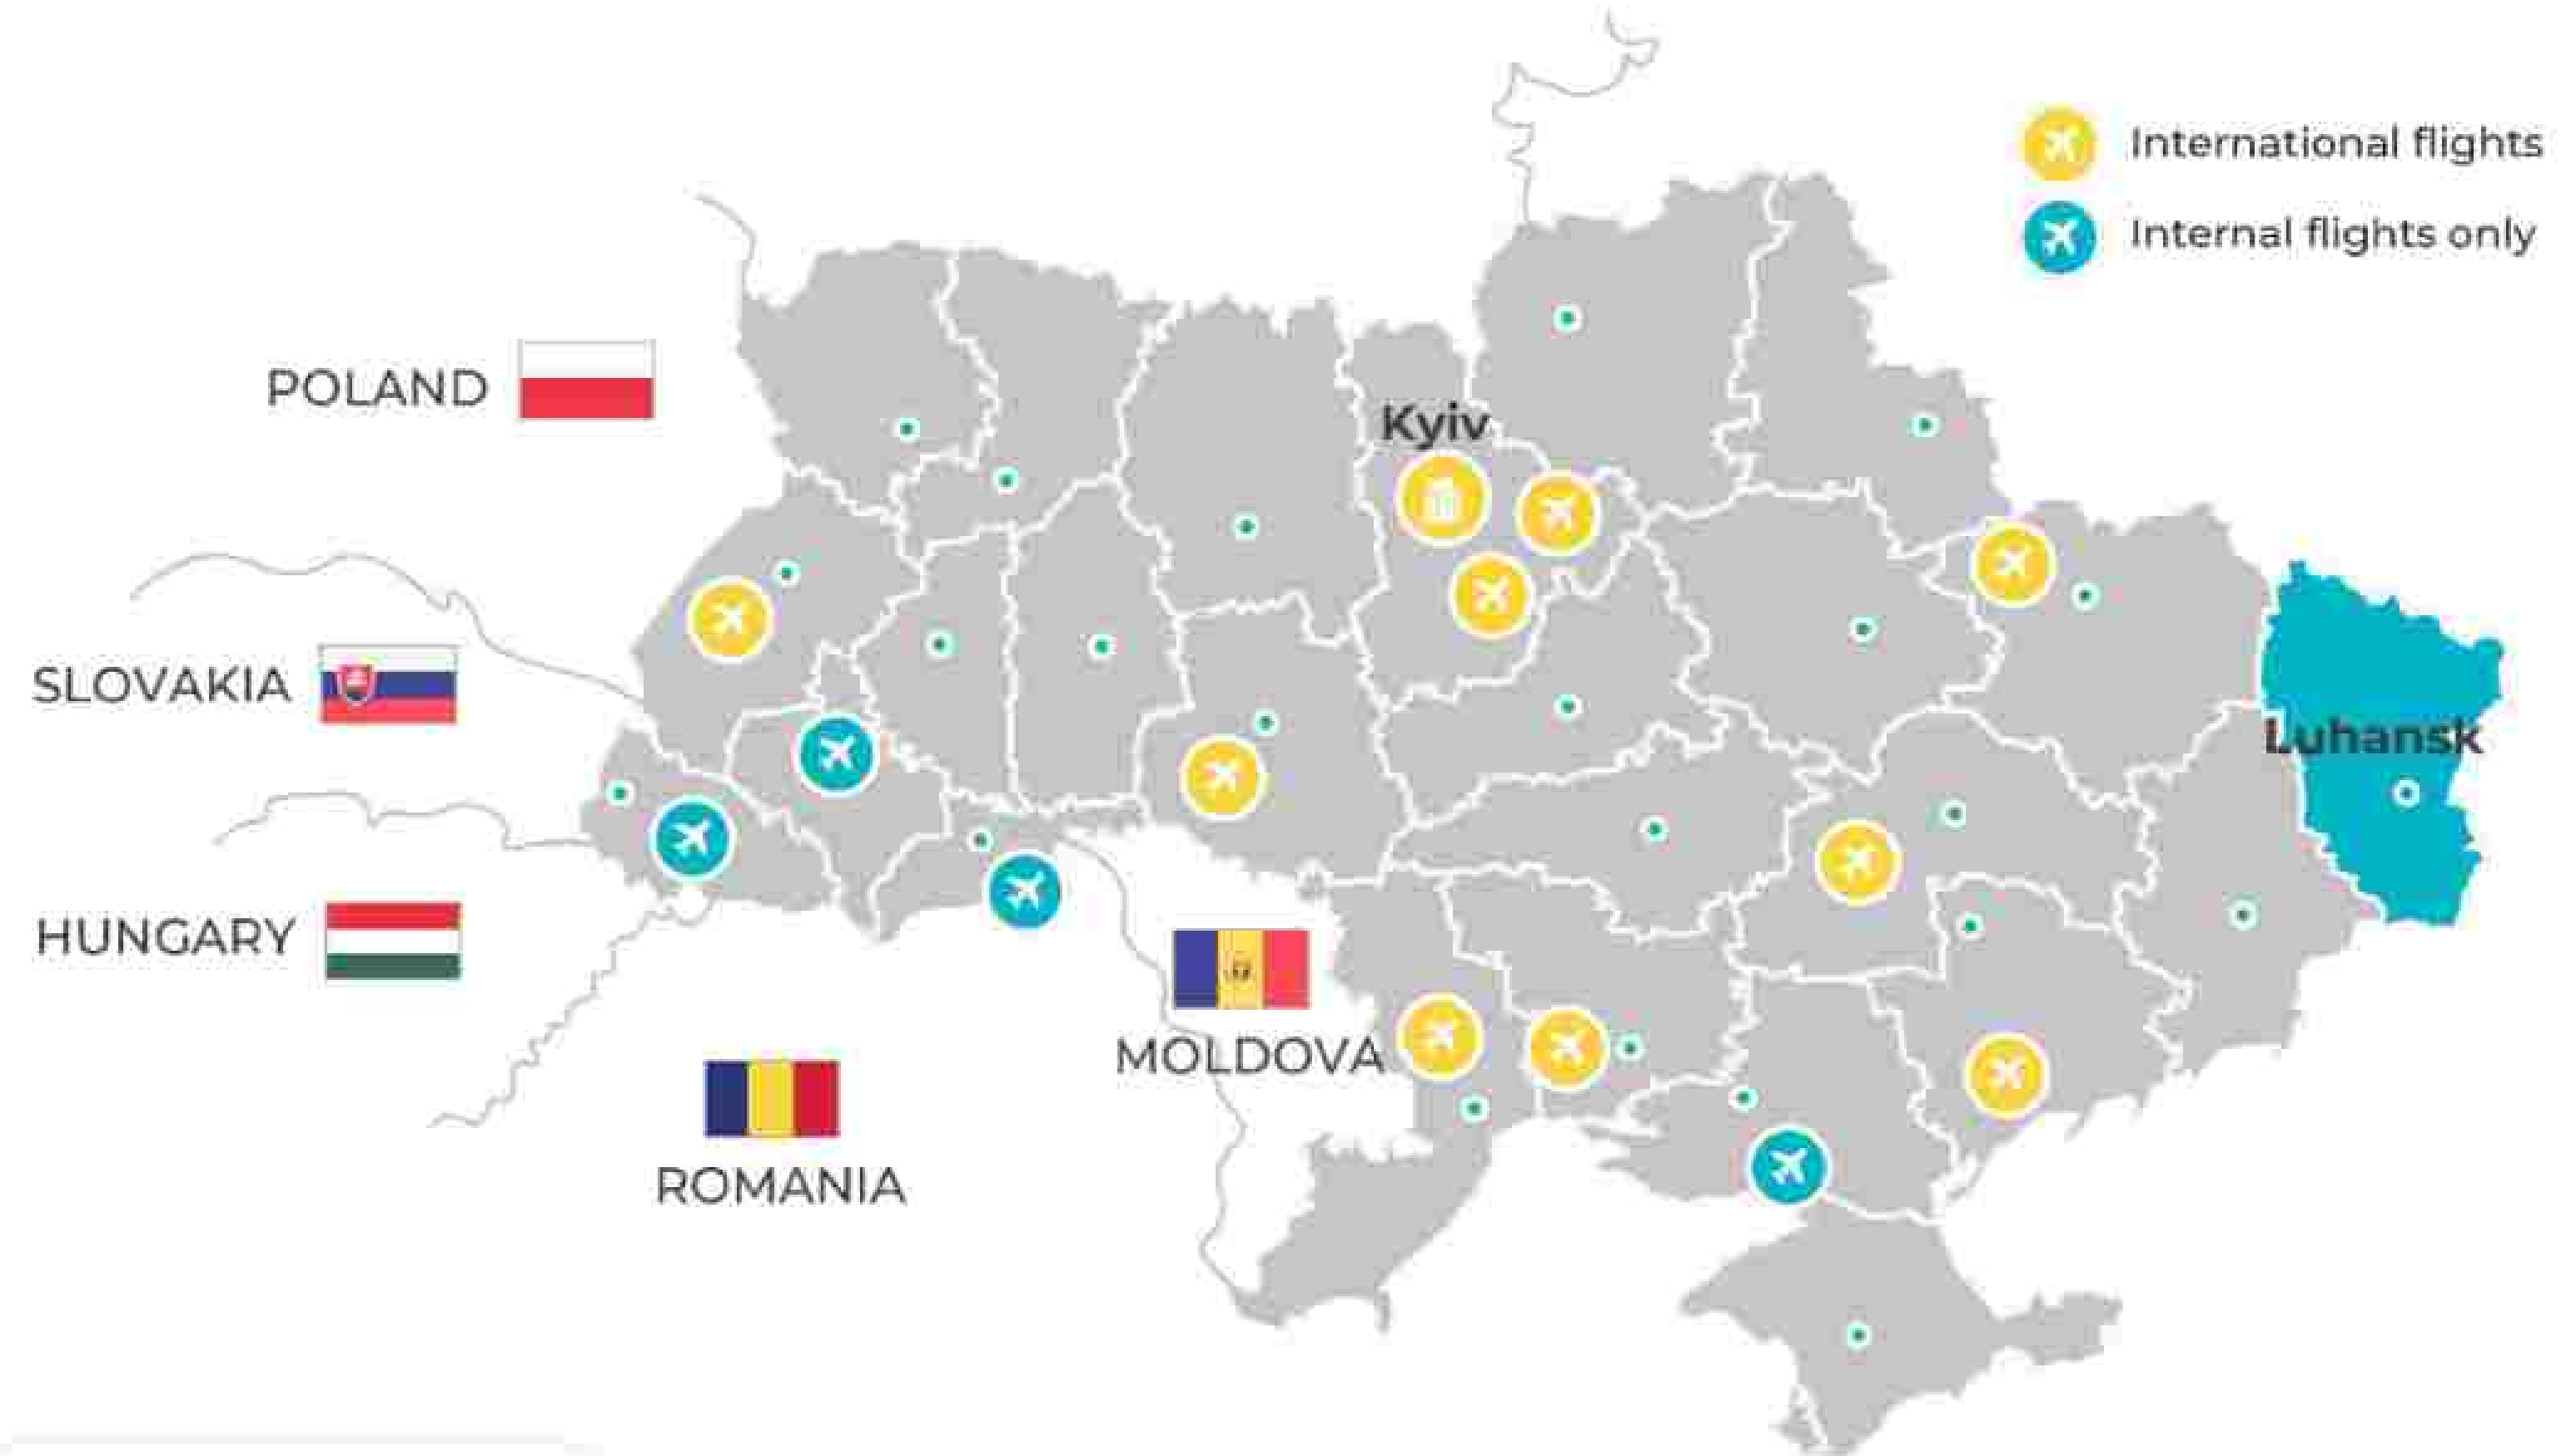 International flights
Internal flights only
POLAND
Kyiv
SLOVAKIA
Luhansk
HUNGARY
MOLDOVA
ROMANIA